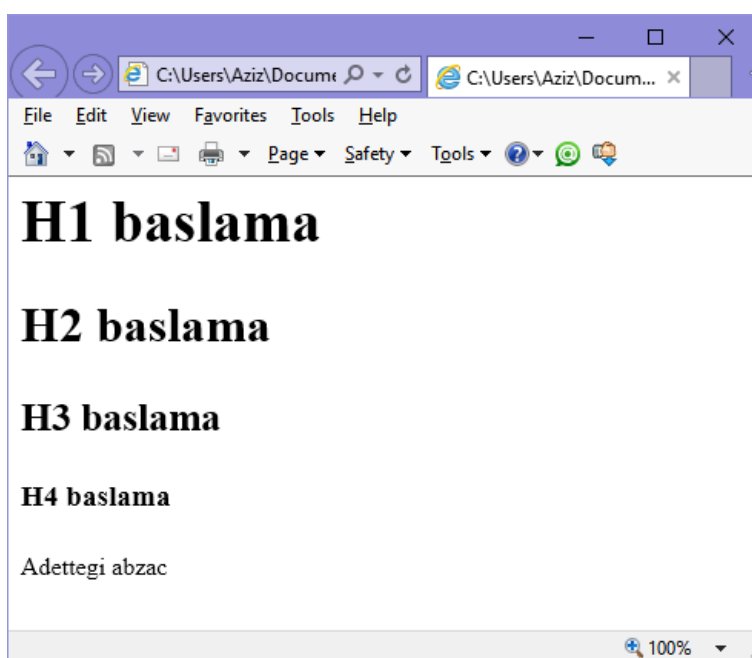 C:\Users\Aziz\Docume
C:\Users\Aziz\Docum...
File Edit View Favorites Tools Help
Page Safety Tools
H1 baslama
H2 baslama
H3 baslama
H4 baslama
Adettegi abzac
100%